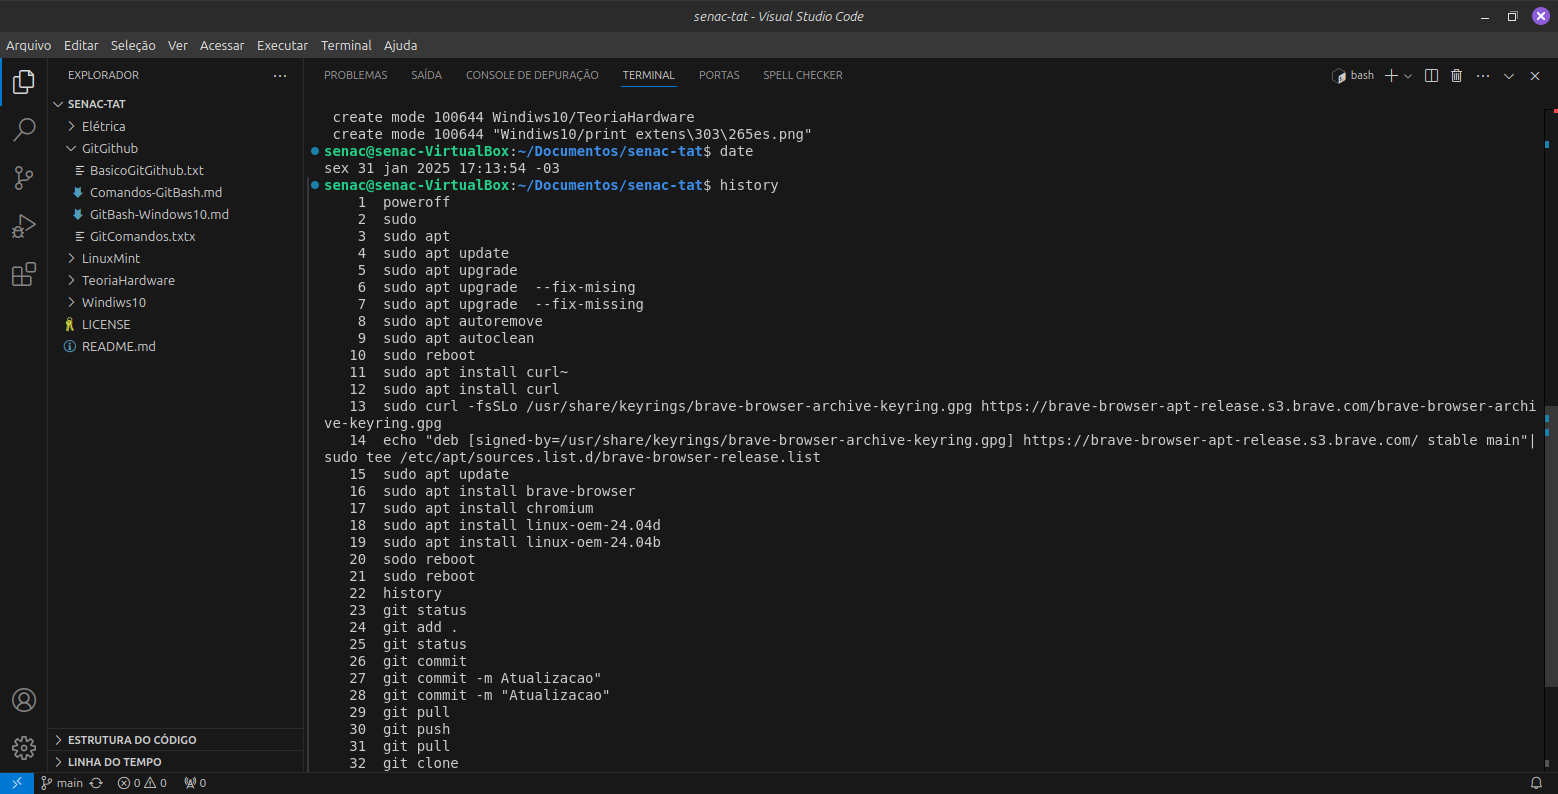 senac-tat - Visual Studio Code
Arquivo Editar Seleção Ver Acessar Executar Terminal Ajuda
EXPLORADOR
SENAC-TAT
Elétrica
GitGithub
BasicoGitGithub.txt
Comandos-GitBash.md
GitBash-Windows10.md
GitComandos.txtx
LinuxMint
TeoriaHardware
Windiws10
LICENSE
README.md
ESTRUTURA DO CÓDIGO
LINHA DO TEMPO
PROBLEMAS SAÍDA CONSOLE DE DEPURAÇÃO TERMINAL PORTAS SPELL CHECKER
bash
create mode 100644 Windiws10/TeoriaHardware
create mode 100644 "Windiws10/print extens\303\265es.png"
senac@senac-VirtualBox:~/Documentos/senac-tat$ date
sex 31 jan 2025 17:13:54 -03
senac@senac-VirtualBox:~/Documentos/senac-tat$ history
1 poweroff
2 sudo
3 sudo apt
4 sudo apt update
5 sudo apt upgrade
6 sudo apt upgrade  --fix-mising
7 sudo apt upgrade  --fix-missing
8 sudo apt autoremove
9 sudo apt autoclean
10 sudo reboot
11 sudo apt install curl~
12 sudo apt install curl
13 sudo curl -fsSLo /usr/share/keyrings/brave-browser-archive-keyring.gpg https://brave-browser-apt-release.s3.brave.com/brave-browser-archi
ve-keyring.gpg
14 echo "deb [signed-by=/usr/share/keyrings/brave-browser-archive-keyring.gpg] https://brave-browser-apt-release.s3.brave.com/ stable main"|
sudo tee /etc/apt/sources.list.d/brave-browser-release.list
15 sudo apt update
16 sudo apt install brave-browser
17 sudo apt install chromium
18 sudo apt install linux-oem-24.04d
19 sudo apt install linux-oem-24.04b
20 sodo reboot
21 sudo reboot
22 history
23 git status
24 git add .
25 git status
26 git commit
27 git commit -m Atualizacao"
28 git commit -m "Atualizacao"
29 git pull
30 git push
31 git pull
32 git clone
main 0 0 0